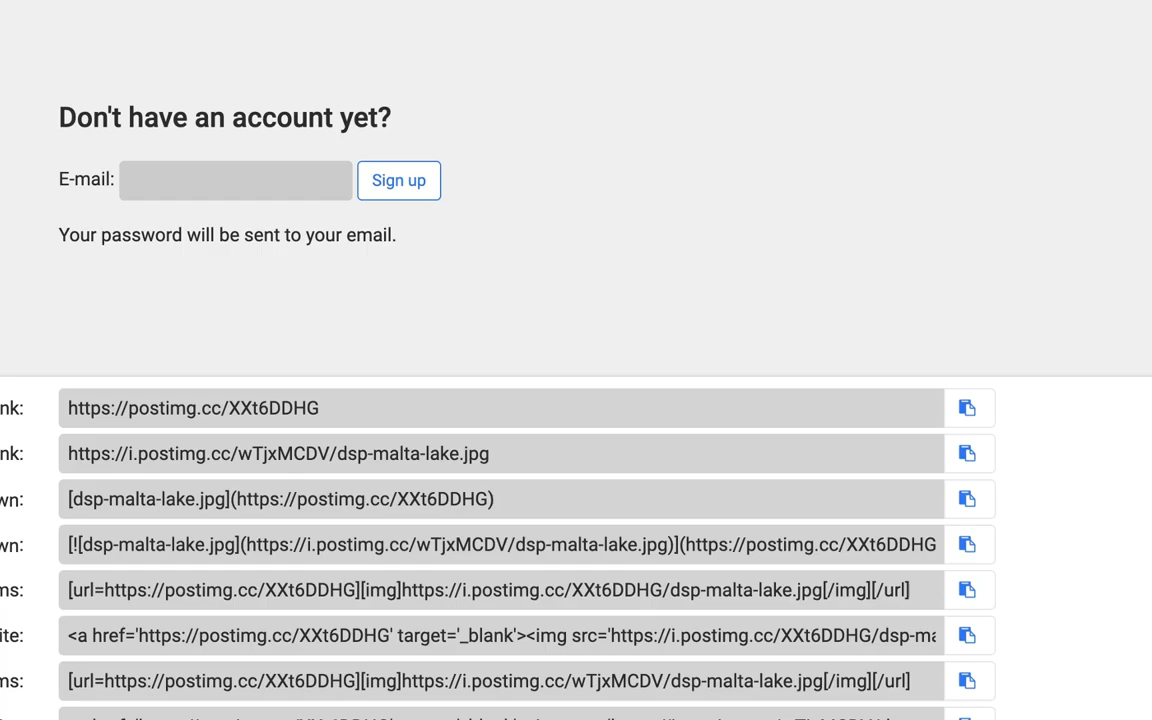 Don't have an account yet?
E-mail: Sign up
Your password will be sent to your email.
nk: https://postimg.cc/XXt6DDHG
nk: https://i.postimg.cc/wTjxMCDV/dsp-malta-lake.jpg
wn: [dsp-malta-lake.jpg](https://postimg.cc/XXt6DDHG)
wn: [![dsp-malta-lake.jpg](https://i.postimg.cc/wTjxMCDV/dsp-malta-lake.jpg)](https://postimg.cc/XXt6DDHG
ms: [url=https://postimg.cc/XXt6DDHG][img]https://i.postimg.cc/XXt6DDHG/dsp-malta-lake.jpg[/img][/url]
ite: <a href='https://postimg.cc/XXt6DDHG' target='_blank'><img src='https://i.postimg.cc/XXt6DDHG/dsp-ma
ms: [url=https://postimg.cc/XXt6DDHG][img]https://i.postimg.cc/wTjxMCDV/dsp-malta-lake.jpg[/img][/url]